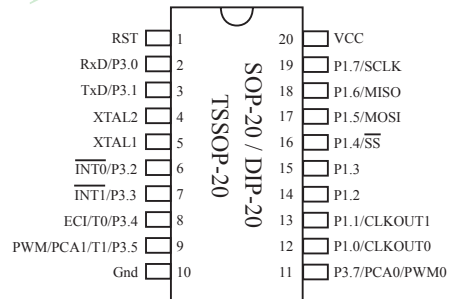 RST 1 20 VCC
RxD/P3.0 2 19 P1.7/SCLK
TxD/P3.1 3 18 P1.6/MISO
XTAL2 4 17 P1.5/MOSI
XTAL1 5 16 P1.4/S̅S̅
I̅N̅T̅0̅/P3.2 6 15 P1.3
I̅N̅T̅1̅/P3.3 7 14 P1.2
ECI/T0/P3.4 8 13 P1.1/CLKOUT1
PWM/PCA1/T1/P3.5 9 12 P1.0/CLKOUT0
Gnd 10 11 P3.7/PCA0/PWM0
SOP-20 / DIP-20
TSSOP-20